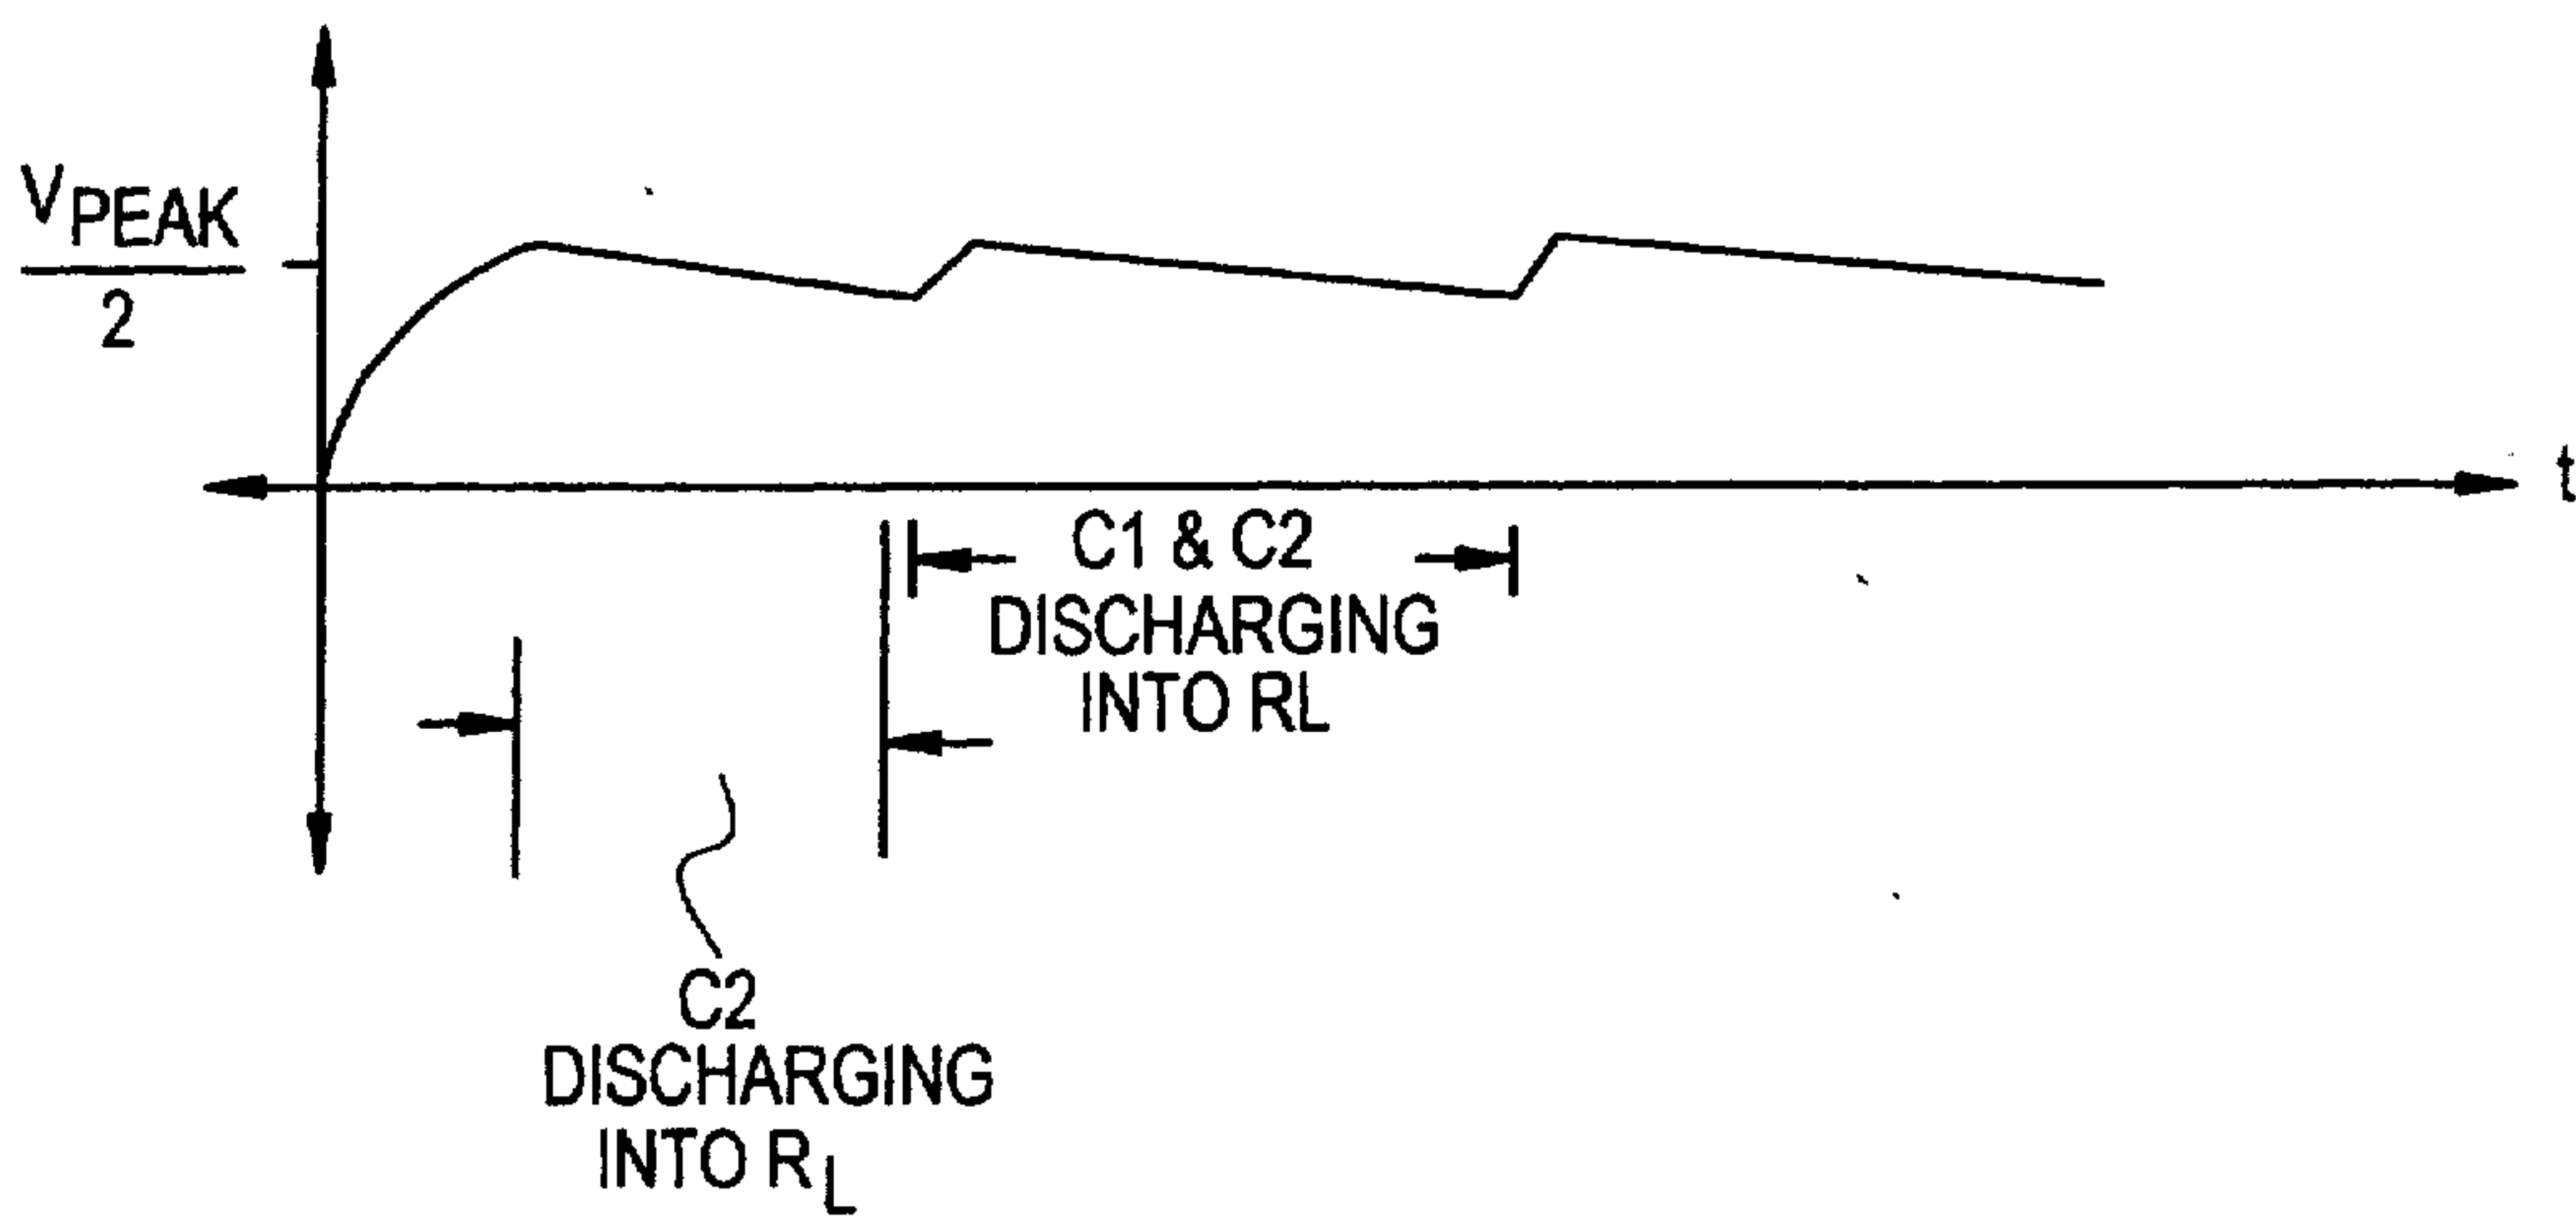 VPEAK
2
t
C1 & C2
DISCHARGING
INTO RL
C2
DISCHARGING
INTO RL